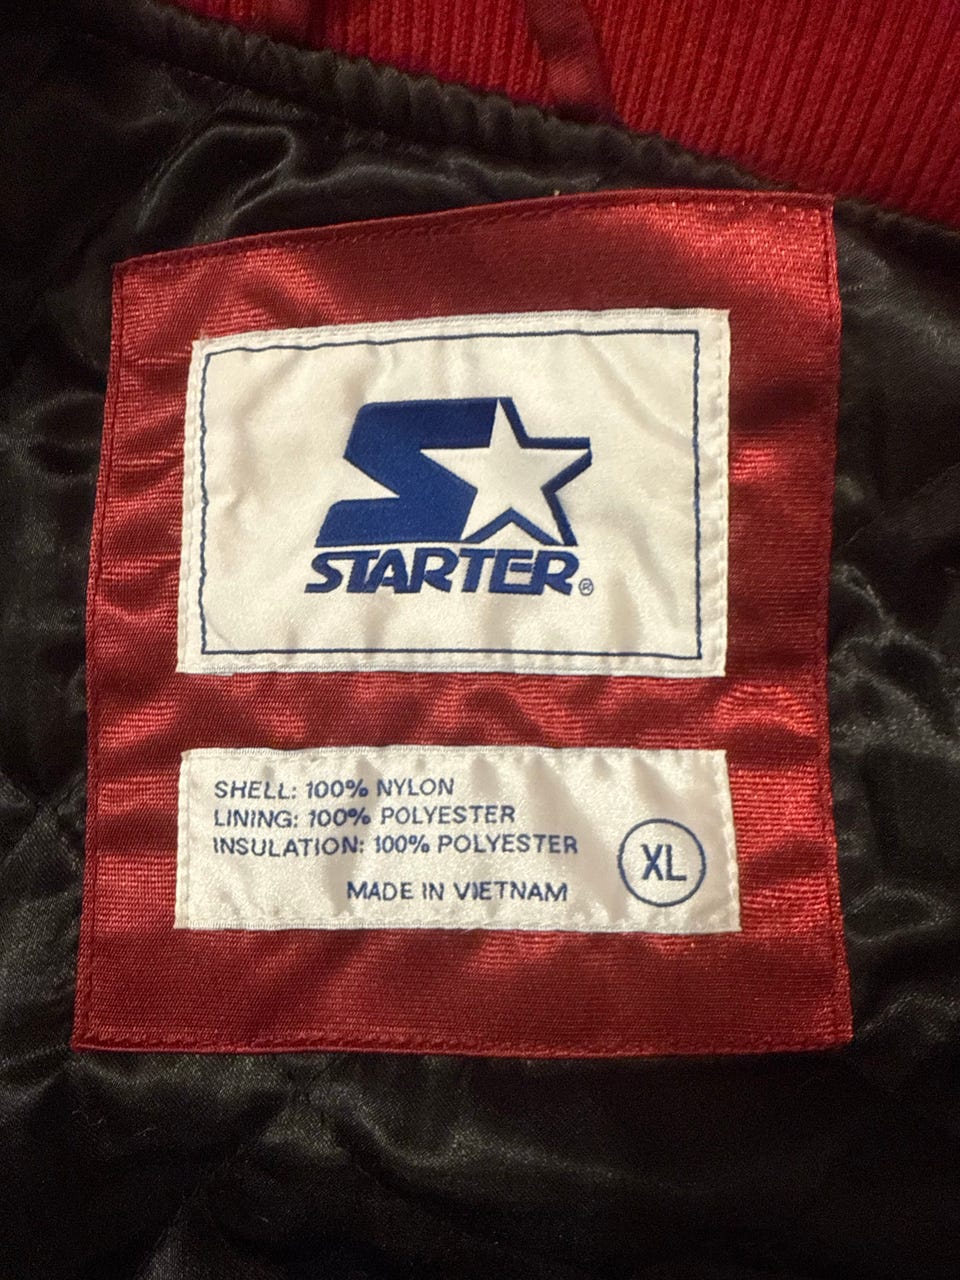 STARTER®
SHELL: 100% NYLON
LINING: 100% POLYESTER
INSULATION: 100% POLYESTER
MADE IN VIETNAM
XL